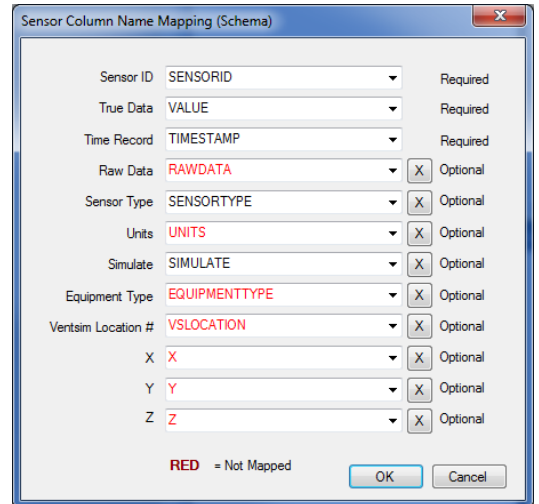 Sensor Column Name Mapping (Schema)
X
Sensor ID SENSORID Required
True Data VALUE Required
Time Record TIMESTAMP Required
Raw Data RAWDATA X Optional
Sensor Type SENSORTYPE X Optional
Units UNITS X Optional
Simulate SIMULATE X Optional
Equipment Type EQUIPMENTTYPE X Optional
Ventsim Location # VSLOCATION X Optional
X X X Optional
Y Y X Optional
Z Z X Optional
RED = Not Mapped
OK Cancel